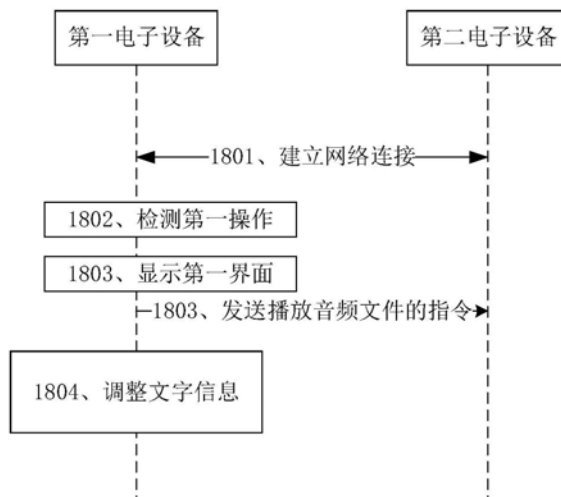 第一电子设备
第二电子设备
1801、建立网络连接
1802、检测第一操作
1803、显示第一界面
1803、发送播放音频文件的指令
1804、调整文字信息